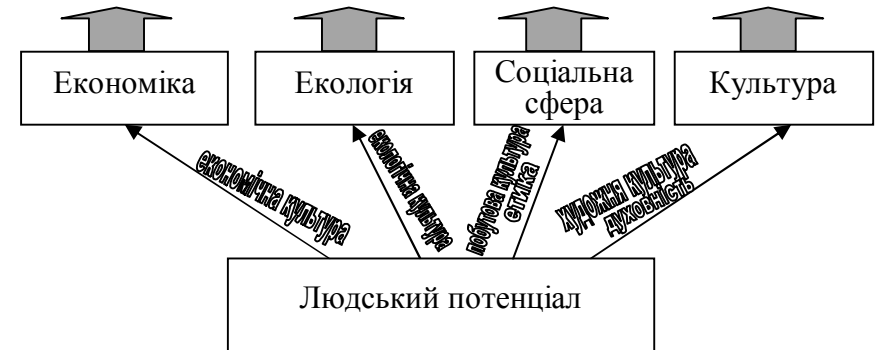 Економіка
Екологія
Соціальна
сфера
Культура
економічна культура
екологічна культура
побутова культура
етика
художня культура
духовність
Людський потенціал